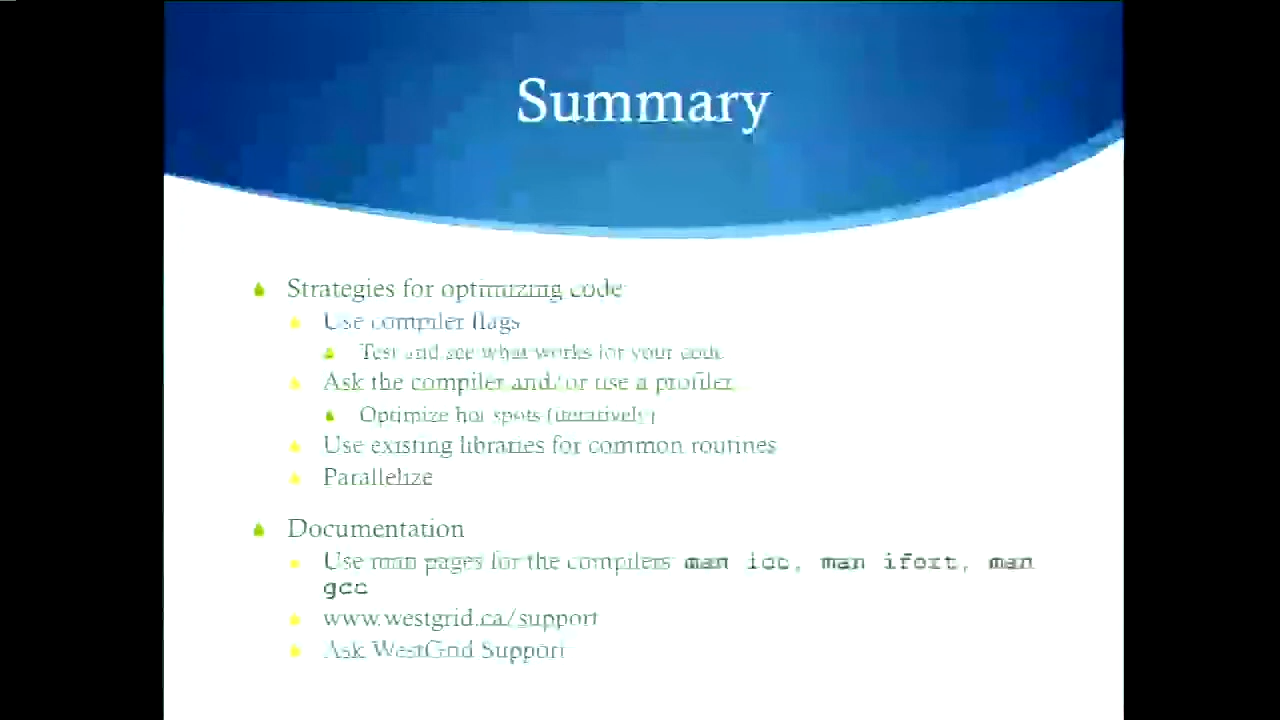 Summary
Strategies for optimizing code
Use compiler flags
Test and see what works for your code
Ask the compiler and/or use a profiler
Optimize hot spots (iteratively)
Use existing libraries for common routines
Parallelize
Documentation
Use man pages for the compilers man icc, man ifort, man
gcc
www.westgrid.ca/support
Ask WestGrid Support